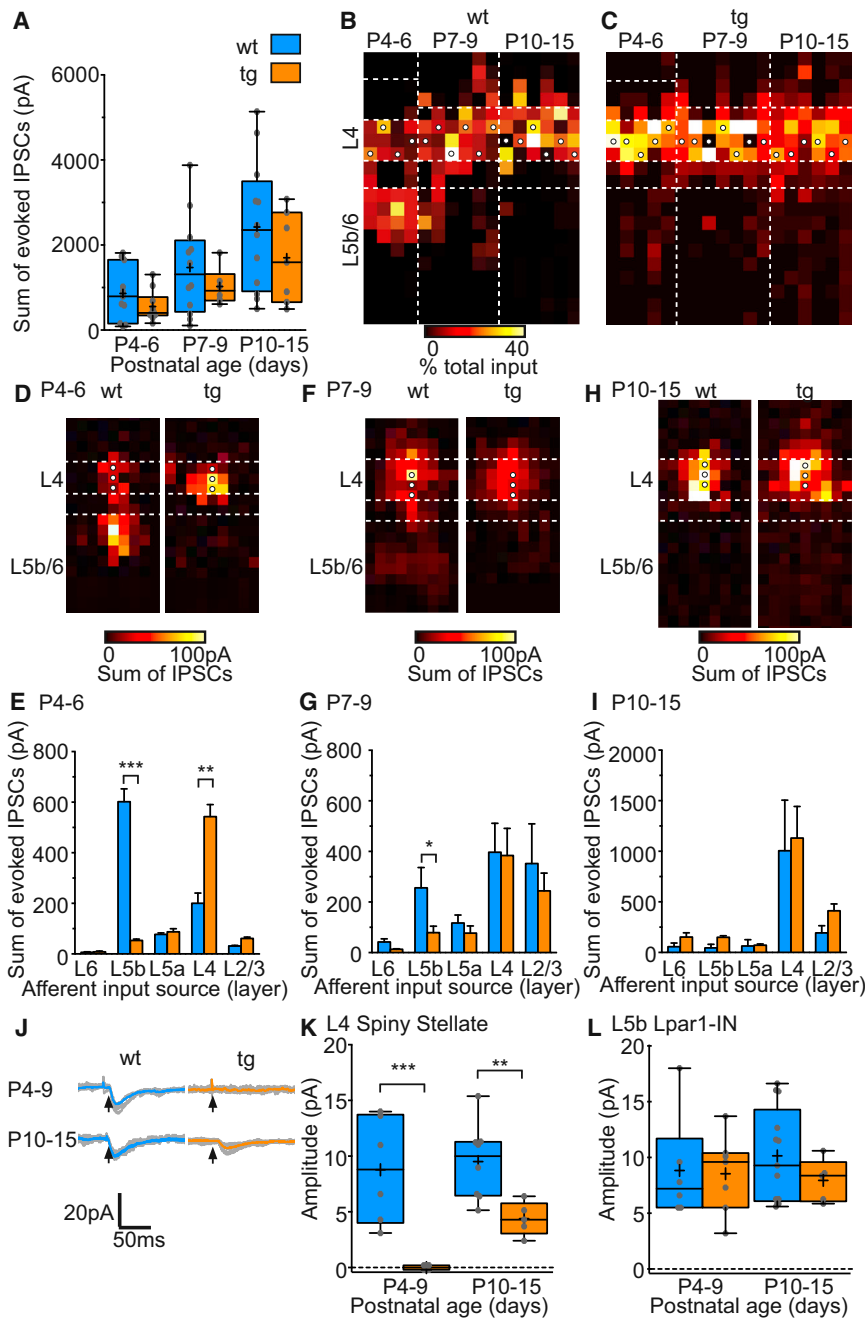 A
wt
tg
6000
4000
2000
0
Sum of evoked IPSCs (pA)
P4-6 P7-9 P10-15
Postnatal age (days)
B wt
P4-6 P7-9 P10-15
L4
L5b/6
0 40
% total input
C tg
P4-6 P7-9 P10-15
D P4-6
wt tg
L4
L5b/6
0 100pA
Sum of IPSCs
F P7-9
wt tg
L4
L5b/6
0 100pA
Sum of IPSCs
H P10-15
wt tg
L4
L5b/6
0 100pA
Sum of IPSCs
E P4-6
800
600
400
200
0
Sum of evoked IPSCs (pA)
***
**
L6 L5b L5a L4 L2/3
Afferent input source (layer)
G P7-9
800
600
400
200
0
Sum of evoked IPSCs (pA)
*
L6 L5b L5a L4 L2/3
Afferent input source (layer)
I P10-15
2000
1500
1000
500
0
Sum of evoked IPSCs (pA)
L6 L5b L5a L4 L2/3
Afferent input source (layer)
J
wt tg
P4-9
P10-15
20pA
50ms
K L4 Spiny Stellate
20
15
10
5
0
Amplitude (pA)
***
**
P4-9 P10-15
Postnatal age (days)
L L5b Lpar1-IN
20
15
10
5
0
Amplitude (pA)
P4-9 P10-15
Postnatal age (days)